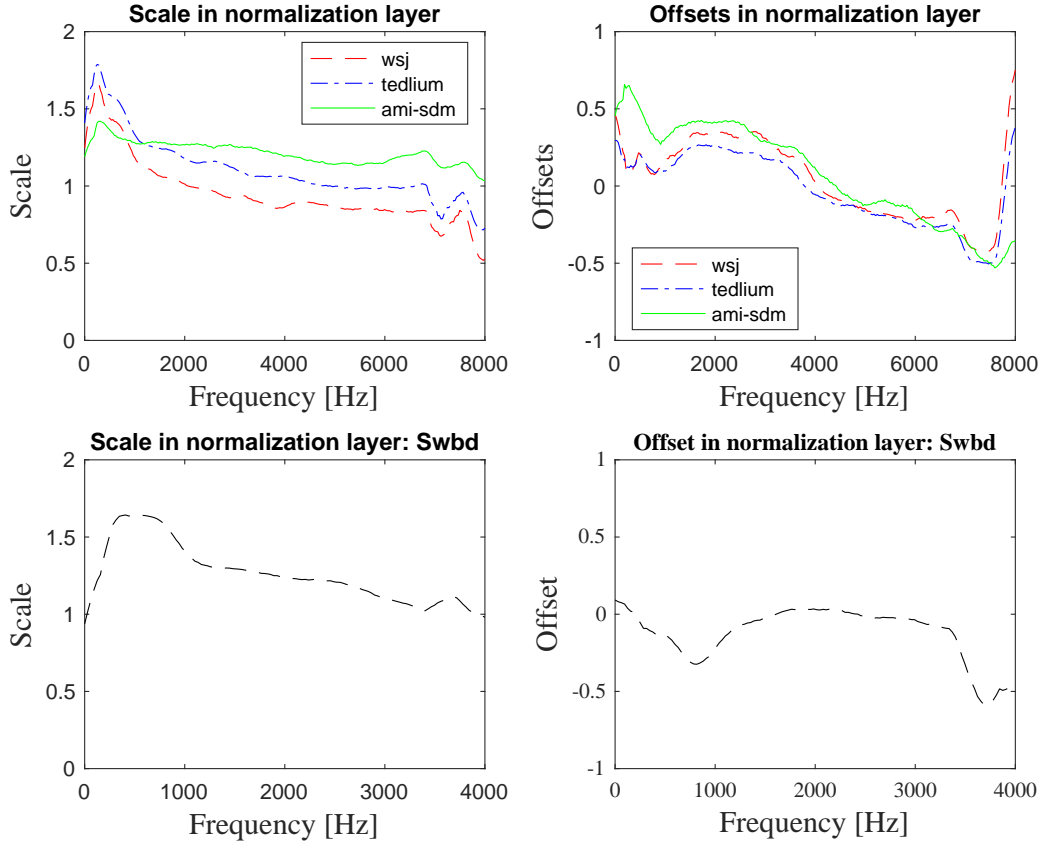 Scale in normalization layer
2
1.5
1
0.5
0
Scale
wsj
tedlium
ami-sdm
0 2000 4000 6000 8000
Frequency [Hz]
Offsets in normalization layer
1
0.5
0
-0.5
-1
Offsets
wsj
tedlium
ami-sdm
0 2000 4000 6000 8000
Frequency [Hz]
Scale in normalization layer: Swbd
2
1.5
1
0.5
0
Scale
0 1000 2000 3000 4000
Frequency [Hz]
Offset in normalization layer: Swbd
1
0.5
0
-0.5
-1
Offset
0 1000 2000 3000 4000
Frequency [Hz]